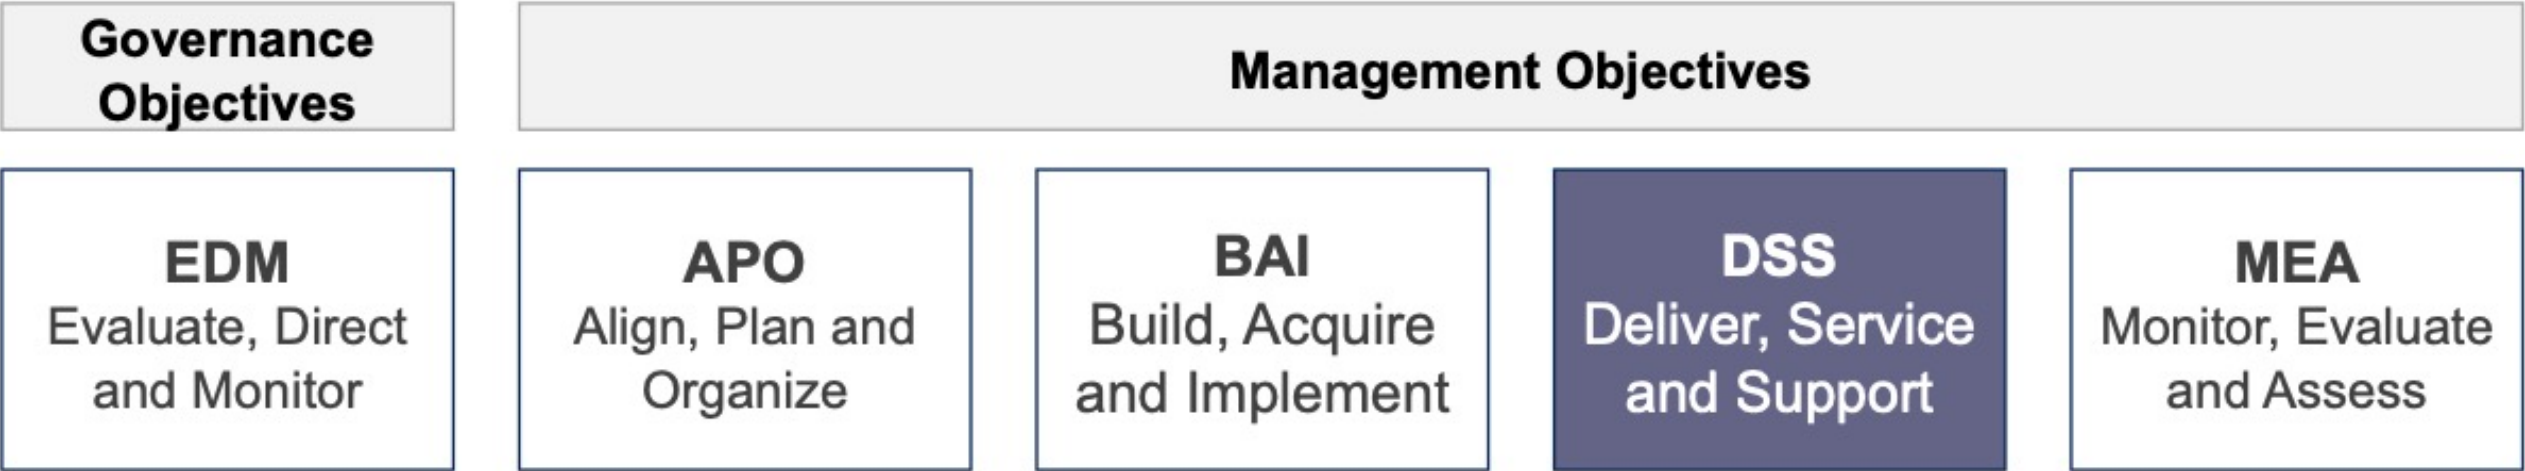 Governance
Objectives
Management Objectives
EDM
Evaluate, Direct
and Monitor
APO
Align, Plan and
Organize
BAI
Build, Acquire
and Implement
DSS
Deliver, Service
and Support
MEA
Monitor, Evaluate
and Assess